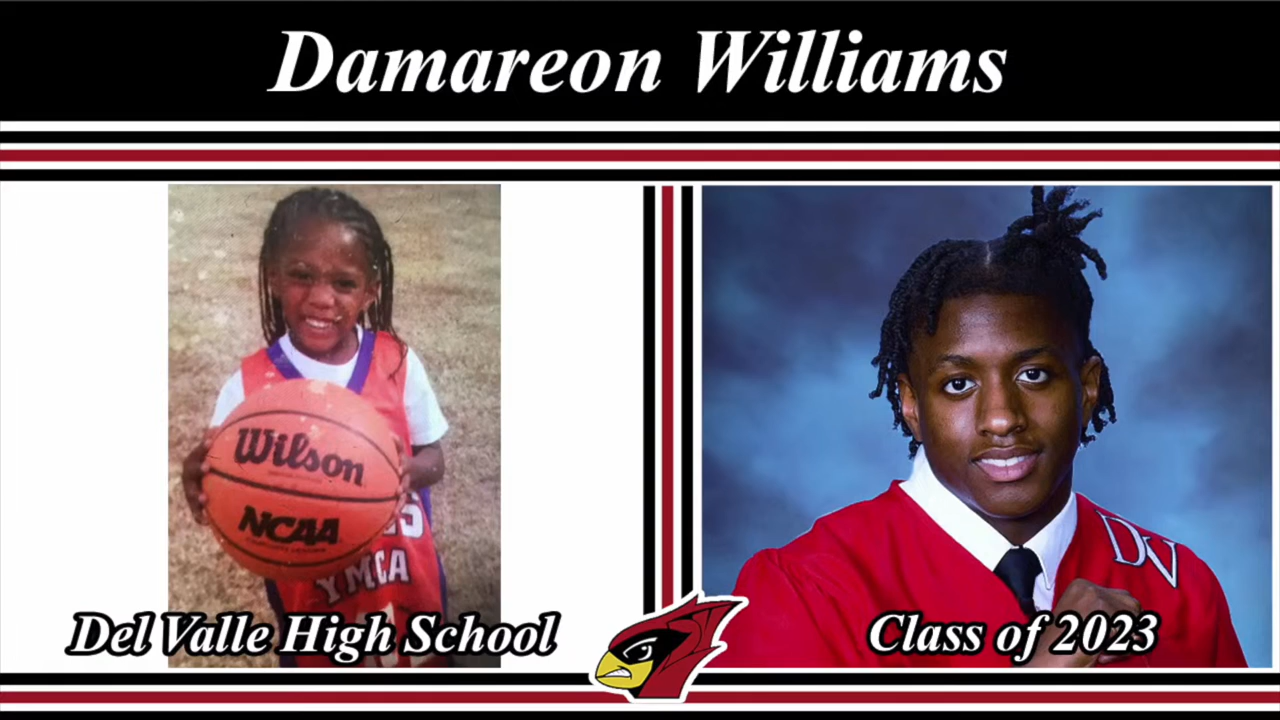 Damareon Williams
Wilson
NCAA
YMCA
DV
Del Valle High School
Class of 2023